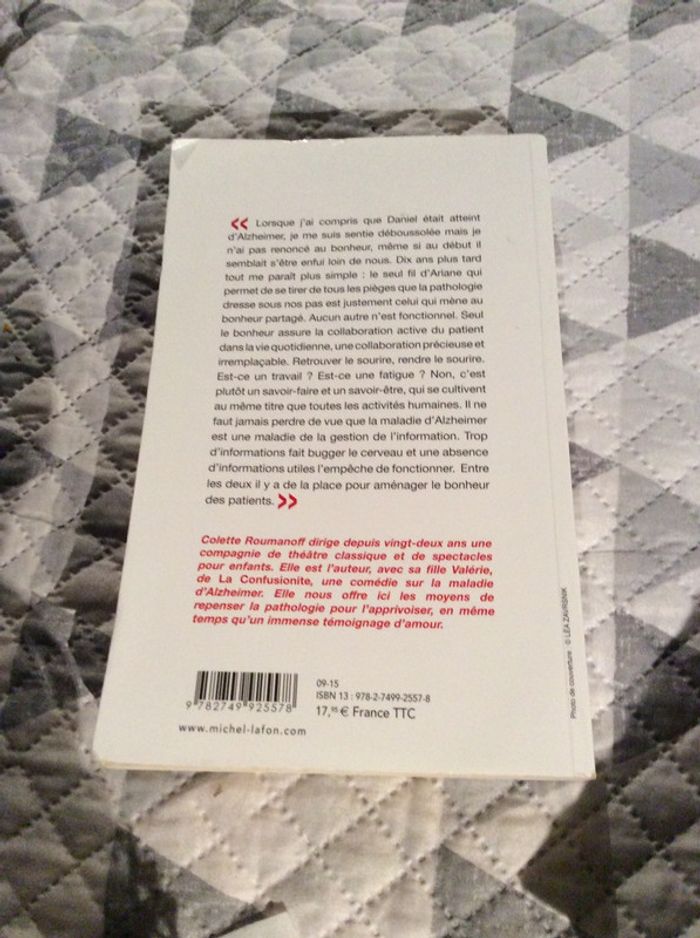 « Lorsque j'ai compris que Daniel était atteint
d'Alzheimer, je me suis sentie déboussolée mais je
n'ai pas renoncé au bonheur, même si au début il
semblait s'être enfui loin de nous. Dix ans plus tard
tout me paraît plus simple : le seul fil d'Ariane qui
permet de se tirer de tous les pièges que la pathologie
dresse sous nos pas est justement celui qui mène au
bonheur partagé. Aucun autre n'est fonctionnel. Seul
le bonheur assure la collaboration active du patient
dans la vie quotidienne, une collaboration précieuse et
irremplaçable. Retrouver le sourire, rendre le sourire.
Est-ce un travail ? Est-ce une fatigue ? Non, c'est
plutôt un savoir-faire et un savoir-être, qui se cultivent
au même titre que toutes les activités humaines. Il ne
faut jamais perdre de vue que la maladie d'Alzheimer
est une maladie de la gestion de l'information. Trop
d'informations fait bugger le cerveau et une absence
d'informations utiles l'empêche de fonctionner. Entre
les deux il y a de la place pour aménager le bonheur
des patients. »
Colette Roumanoff dirige depuis vingt-deux ans une
compagnie de théâtre classique et de spectacles
pour enfants. Elle est l'auteur, avec sa fille Valérie,
de La Confusionite, une comédie sur la maladie
d'Alzheimer. Elle nous offre ici les moyens de
repenser la pathologie pour l'apprivoiser, en même
temps qu'un immense témoignage d'amour.
09-15
ISBN 13 : 978-2-7499-2557-8
17,95 € France TTC
9 782749 925578
www.michel-lafon.com
Photo de couverture : © LEA ZAVRSNIK